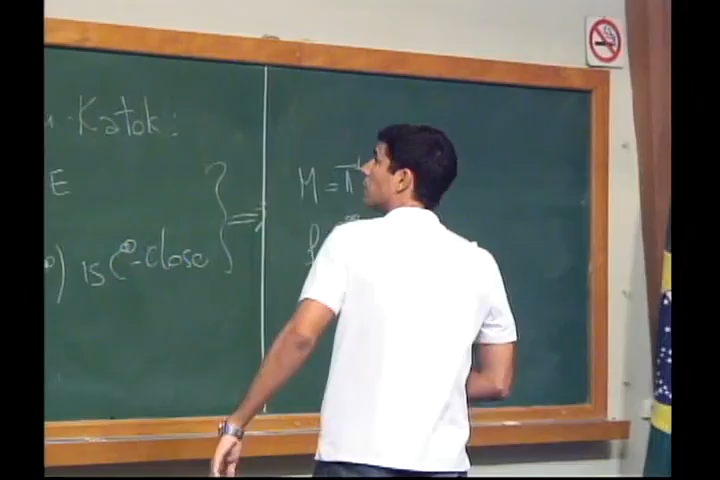 Katok:
E
) is C^∞-close } ⇒
M = π
f